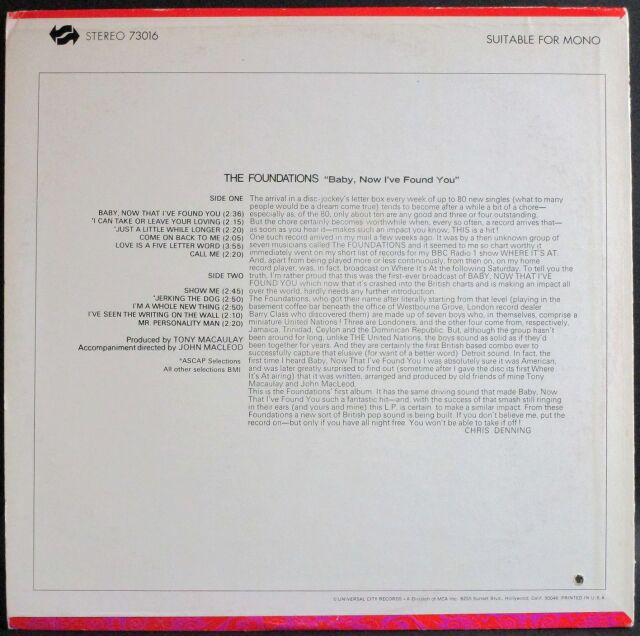 STEREO 73016
SUITABLE FOR MONO
THE FOUNDATIONS "Baby, Now I've Found You"
SIDE ONE
BABY, NOW THAT I'VE FOUND YOU (2:36)
*I CAN TAKE OR LEAVE YOUR LOVING (2:15)
*JUST A LITTLE WHILE LONGER (2:20)
COME ON BACK TO ME (2:05)
LOVE IS A FIVE LETTER WORD (3:55)
CALL ME (2:20)
SIDE TWO
SHOW ME (2:45)
*JERKING THE DOG (2:50)
I'M A WHOLE NEW THING (2:50)
I'VE SEEN THE WRITING ON THE WALL (2:10)
MR. PERSONALITY MAN (2:20)
Produced by TONY MACAULAY
Accompaniment directed by JOHN MACLEOD
*ASCAP Selections
All other selections BMI
The arrival in a disc-jockey's letter box every week of up to 80 new singles (what to many
people would be a dream come true) tends to become after a while a bit of a chore—
especially as, of the 80, only about ten are any good and three or four outstanding.
But the chore certainly becomes worthwhile when, every so often, a record arrives that—
as soon as you hear it—makes such an impact you know, THIS is a hit!
One such record arrived in my mail a few weeks ago. It was by a then unknown group of
seven musicians called The FOUNDATIONS and it seemed to me so chart worthy it
immediately went on my short list of records for my BBC Radio 1 show WHERE IT'S AT.
And, apart from being played more or less continuously, from then on, on my home
record player, was, in fact, broadcast on Where It's At the following Saturday. To tell you the
truth, I'm rather proud that this was the first-ever broadcast of BABY, NOW THAT I'VE
FOUND YOU which now that it's crashed into the British charts and is making an impact all
over the world, hardly needs any further introduction.
The Foundations, who got their name after literally starting from that level (playing in the
basement coffee bar beneath the office of Westbourne Grove, London record dealer
Barry Class who discovered them) are made up of seven boys who, in themselves, comprise a
miniature United Nations! Three are Londoners, and the other four come from, respectively,
Jamaica, Trinidad, Ceylon and the Dominican Republic. But, although the group hasn't
been around for long, unlike THE United Nations, the boys sound as solid as if they'd
been together for years. And they are certainly the first British based combo ever to
successfully capture that elusive (for want of a better word) Detroit sound. In fact, the
first time I heard Baby, Now That I've Found You I was absolutely sure it was American,
and was later greatly surprised to find out (sometime after I gave the disc its first Where
It's At airing) that it was written, arranged and produced by old friends of mine Tony
Macaulay and John MacLeod.
This is the Foundations' first album. It has the same driving sound that made Baby, Now
That I've Found You such a fantastic hit—and, with the success of that smash still ringing
in their ears (and yours and mine) this L.P. is certain to make a similar impact. From these
Foundations a new sort of British pop sound is being built. If you don't believe me, put the
record on—but only if you have all night free. You won't be able to take it off!
CHRIS DENNING
©UNIVERSAL CITY RECORDS • A Division of MCA Inc. 8255 Sunset Blvd., Hollywood, Calif. 90046 PRINTED IN U.S.A.